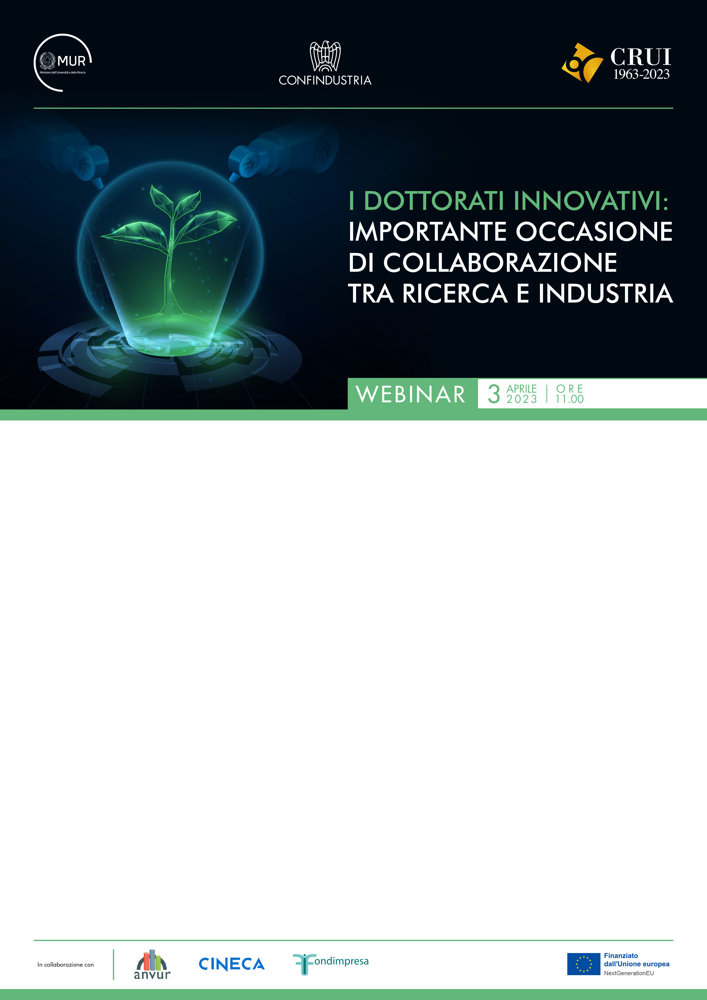 MUR
Ministero dell'Università e della Ricerca
CONFINDUSTRIA
CRUI
1963-2023
I DOTTORATI INNOVATIVI:
IMPORTANTE OCCASIONE
DI COLLABORAZIONE
TRA RICERCA E INDUSTRIA
WEBINAR
3 APRILE 2023 | ORE 11.00
In collaborazione con
anvur
CINECA
Fondimpresa
Finanziato
dall'Unione europea
NextGenerationEU